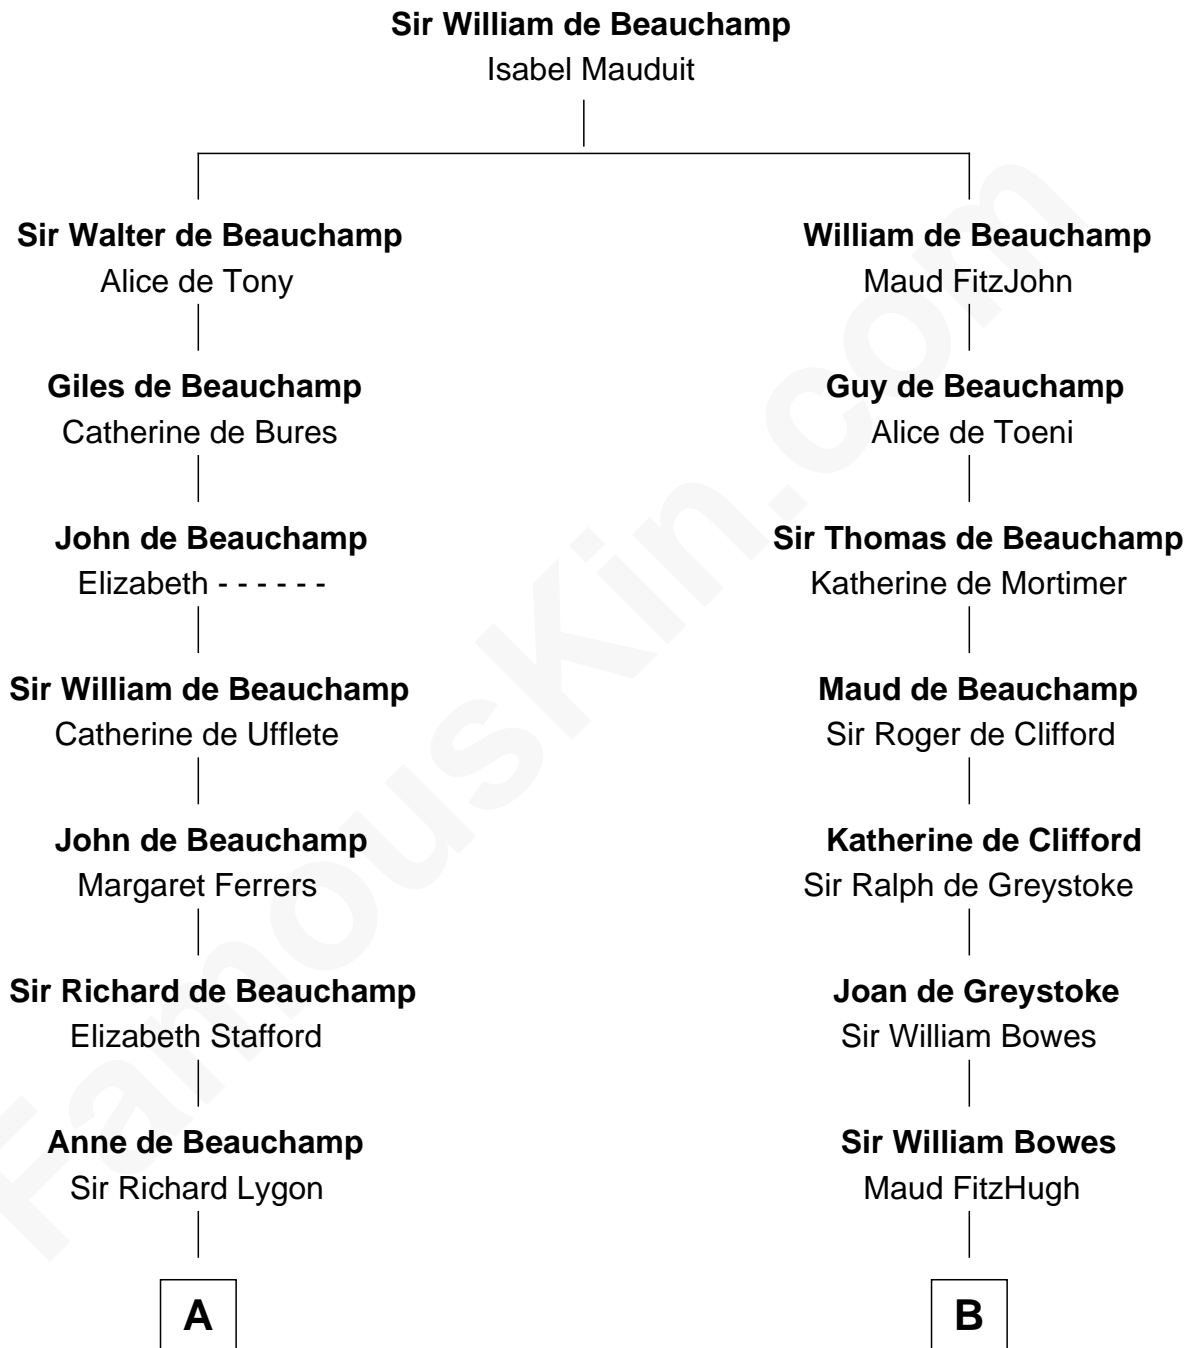 Sir William de Beauchamp
Isabel Mauduit
Sir Walter de Beauchamp
Alice de Tony
Giles de Beauchamp
Catherine de Bures
John de Beauchamp
Elizabeth - - - - - -
Sir William de Beauchamp
Catherine de Ufflete
John de Beauchamp
Margaret Ferrers
Sir Richard de Beauchamp
Elizabeth Stafford
Anne de Beauchamp
Sir Richard Lygon
A
William de Beauchamp
Maud FitzJohn
Guy de Beauchamp
Alice de Toeni
Sir Thomas de Beauchamp
Katherine de Mortimer
Maud de Beauchamp
Sir Roger de Clifford
Katherine de Clifford
Sir Ralph de Greystoke
Joan de Greystoke
Sir William Bowes
Sir William Bowes
Maud FitzHugh
B
FamousKin.com